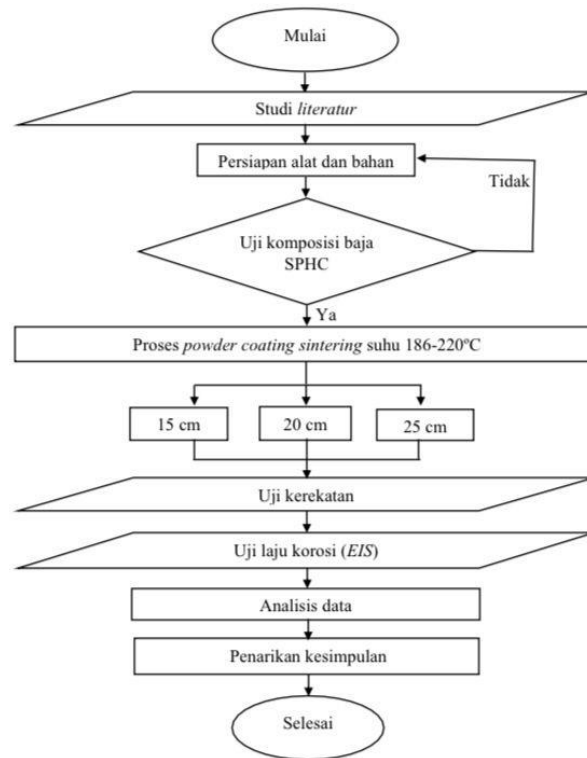 Mulai
Studi literatur
Persiapan alat dan bahan
Tidak
Uji komposisi baja
SPHC
Ya
Proses powder coating sintering suhu 186-220ºC
15 cm
20 cm
25 cm
Uji kerekatan
Uji laju korosi (EIS)
Analisis data
Penarikan kesimpulan
Selesai